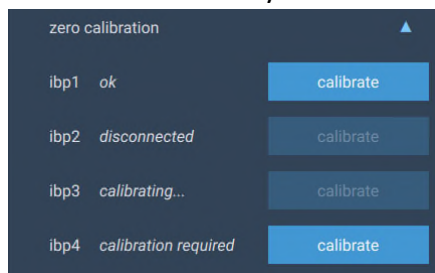 zero calibration
ibp1 ok calibrate
ibp2 disconnected calibrate
ibp3 calibrating... calibrate
ibp4 calibration required calibrate